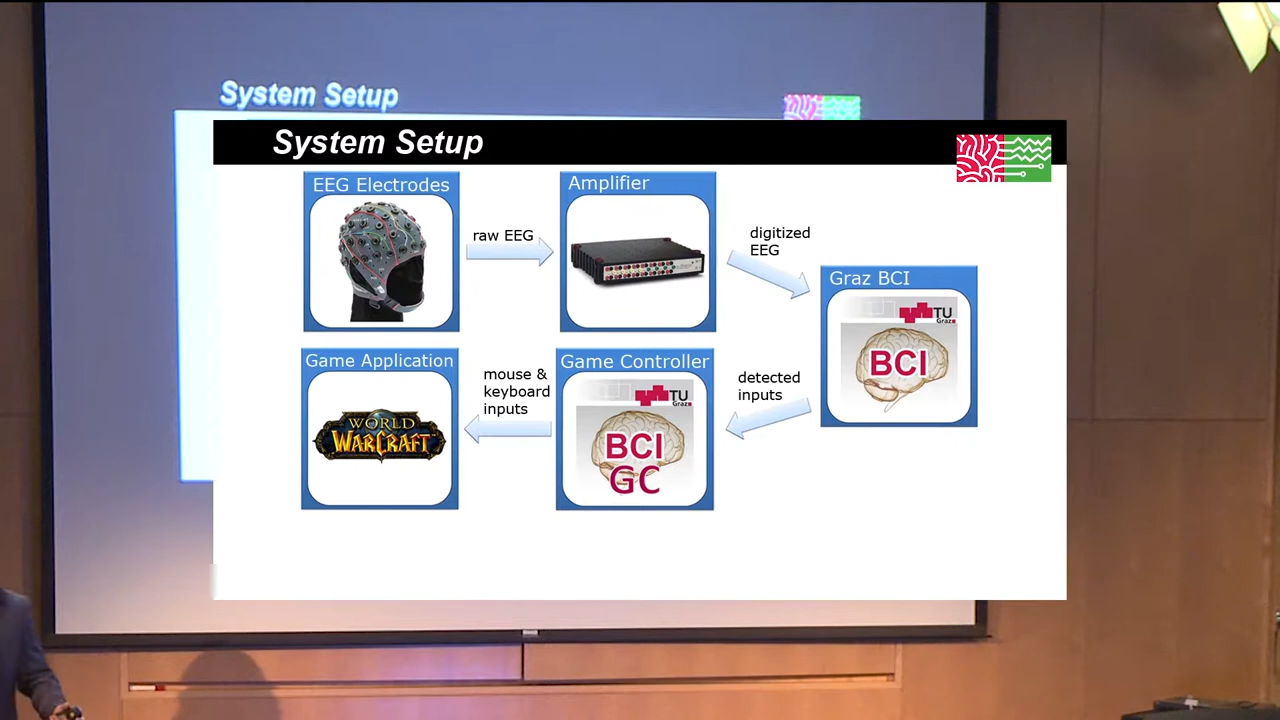 System Setup
System Setup
EEG Electrodes
raw EEG
Amplifier
digitized
EEG
Graz BCI
TU
Graz
BCI
detected
inputs
Game Controller
TU
Graz
BCI
GC
mouse &
keyboard
inputs
Game Application
WORLD
OF
WARCRAFT